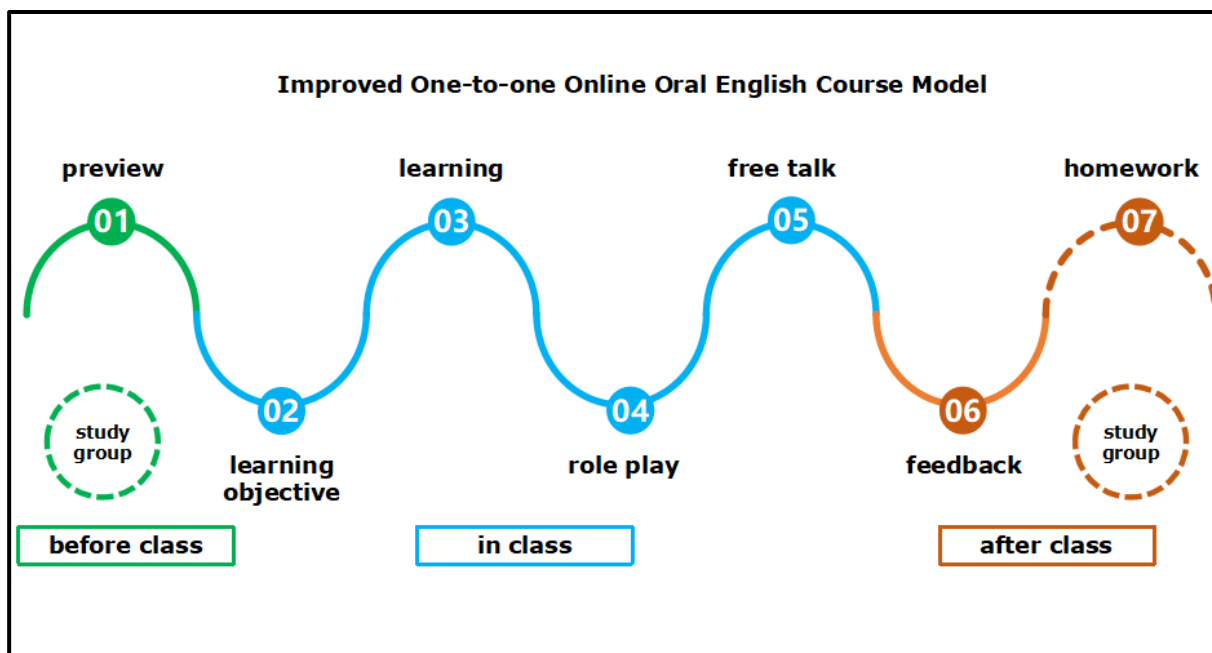 Improved One-to-one Online Oral English Course Model
preview
learning
free talk
homework
01
03
05
07
02
04
06
study
group
learning
objective
role play
feedback
study
group
before class
in class
after class